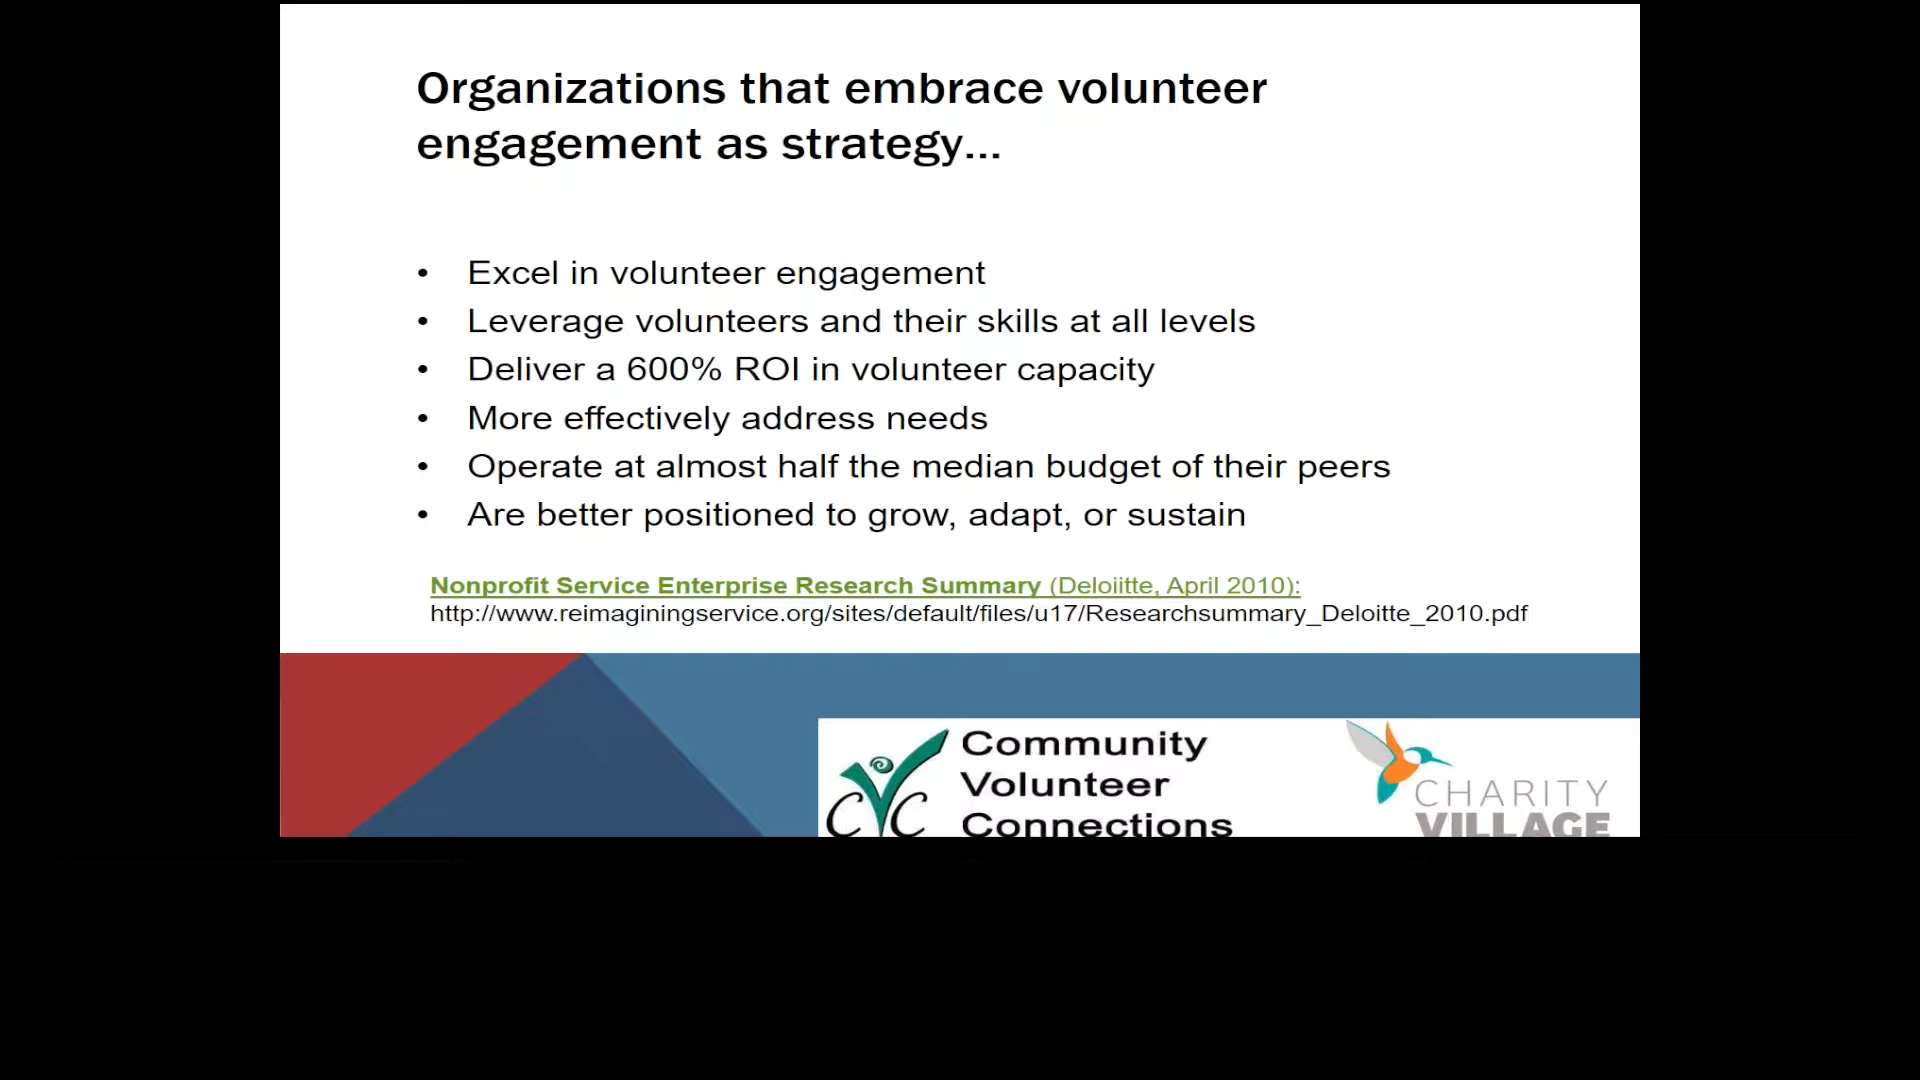 Organizations that embrace volunteer
engagement as strategy...
• Excel in volunteer engagement
• Leverage volunteers and their skills at all levels
• Deliver a 600% ROI in volunteer capacity
• More effectively address needs
• Operate at almost half the median budget of their peers
• Are better positioned to grow, adapt, or sustain
Nonprofit Service Enterprise Research Summary (Deloiitte, April 2010):
http://www.reimaginingservice.org/sites/default/files/u17/Researchsummary_Deloitte_2010.pdf
CVC
Community
Volunteer
Connections
CHARITY
VILLAGE